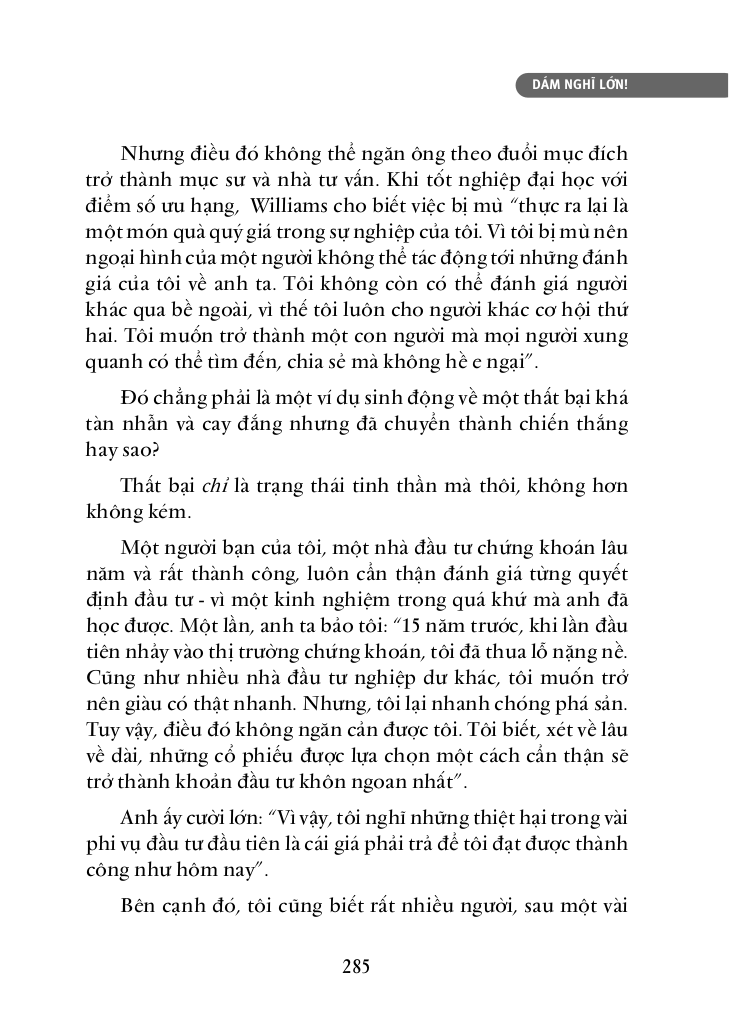 DÁM NGHĨ LỚN!
Nhưng điều đó không thể ngăn ông theo đuổi mục đích
trở thành mục sư và nhà tư vấn. Khi tốt nghiệp đại học với
điểm số ưu hạng, Williams cho biết việc bị mù “thực ra lại là
một món quà quý giá trong sự nghiệp của tôi. Vì tôi bị mù nên
ngoại hình của một người không thể tác động tới những đánh
giá của tôi về anh ta. Tôi không còn có thể đánh giá người
khác qua bề ngoài, vì thế tôi luôn cho người khác cơ hội thứ
hai. Tôi muốn trở thành một con người mà mọi người xung
quanh có thể tìm đến, chia sẻ mà không hề e ngại”.
Đó chẳng phải là một ví dụ sinh động về một thất bại khá
tàn nhẫn và cay đắng nhưng đã chuyển thành chiến thắng
hay sao?
Thất bại chỉ là trạng thái tinh thần mà thôi, không hơn
không kém.
Một người bạn của tôi, một nhà đầu tư chứng khoán lâu
năm và rất thành công, luôn cẩn thận đánh giá từng quyết
định đầu tư - vì một kinh nghiệm trong quá khứ mà anh đã
học được. Một lần, anh ta bảo tôi: “15 năm trước, khi lần đầu
tiên nhảy vào thị trường chứng khoán, tôi đã thua lỗ nặng nề.
Cũng như nhiều nhà đầu tư nghiệp dư khác, tôi muốn trở
nên giàu có thật nhanh. Nhưng, tôi lại nhanh chóng phá sản.
Tuy vậy, điều đó không ngăn cản được tôi. Tôi biết, xét về lâu
về dài, những cổ phiếu được lựa chọn một cách cẩn thận sẽ
trở thành khoản đầu tư khôn ngoan nhất”.
Anh ấy cười lớn: “Vì vậy, tôi nghĩ những thiệt hại trong vài
phi vụ đầu tư đầu tiên là cái giá phải trả để tôi đạt được thành
công như hôm nay”.
Bên cạnh đó, tôi cũng biết rất nhiều người, sau một vài
285